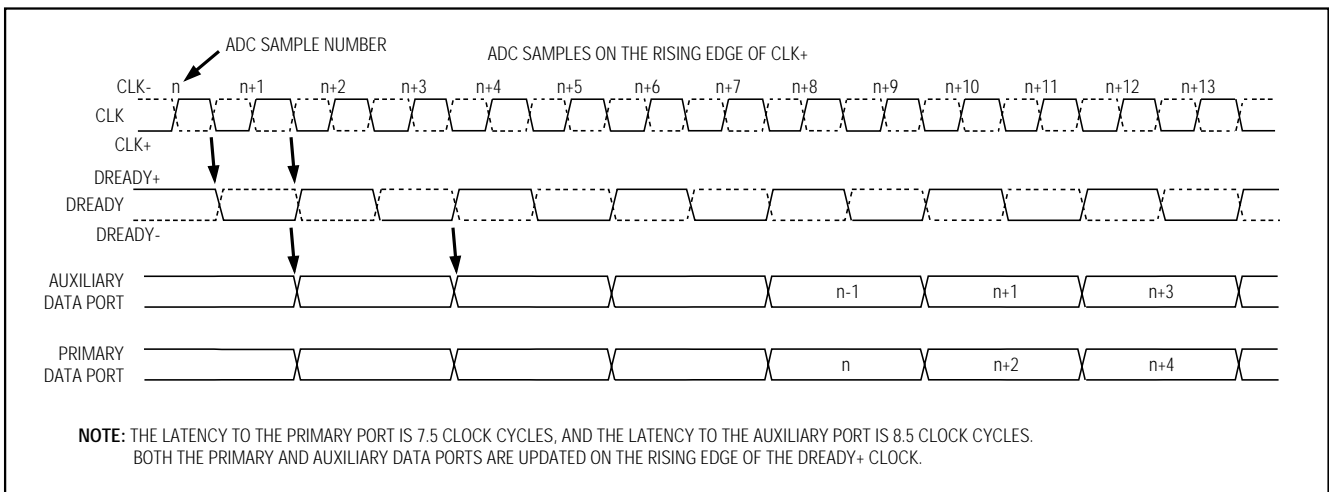 ADC SAMPLE NUMBER
ADC SAMPLES ON THE RISING EDGE OF CLK+
CLK- n n+1 n+2 n+3 n+4 n+5 n+6 n+7 n+8 n+9 n+10 n+11 n+12 n+13
CLK
CLK+
DREADY+
DREADY
DREADY-
AUXILIARY
DATA PORT
n-1 n+1 n+3
PRIMARY
DATA PORT
n n+2 n+4
NOTE: THE LATENCY TO THE PRIMARY PORT IS 7.5 CLOCK CYCLES, AND THE LATENCY TO THE AUXILIARY PORT IS 8.5 CLOCK CYCLES.
BOTH THE PRIMARY AND AUXILIARY DATA PORTS ARE UPDATED ON THE RISING EDGE OF THE DREADY+ CLOCK.